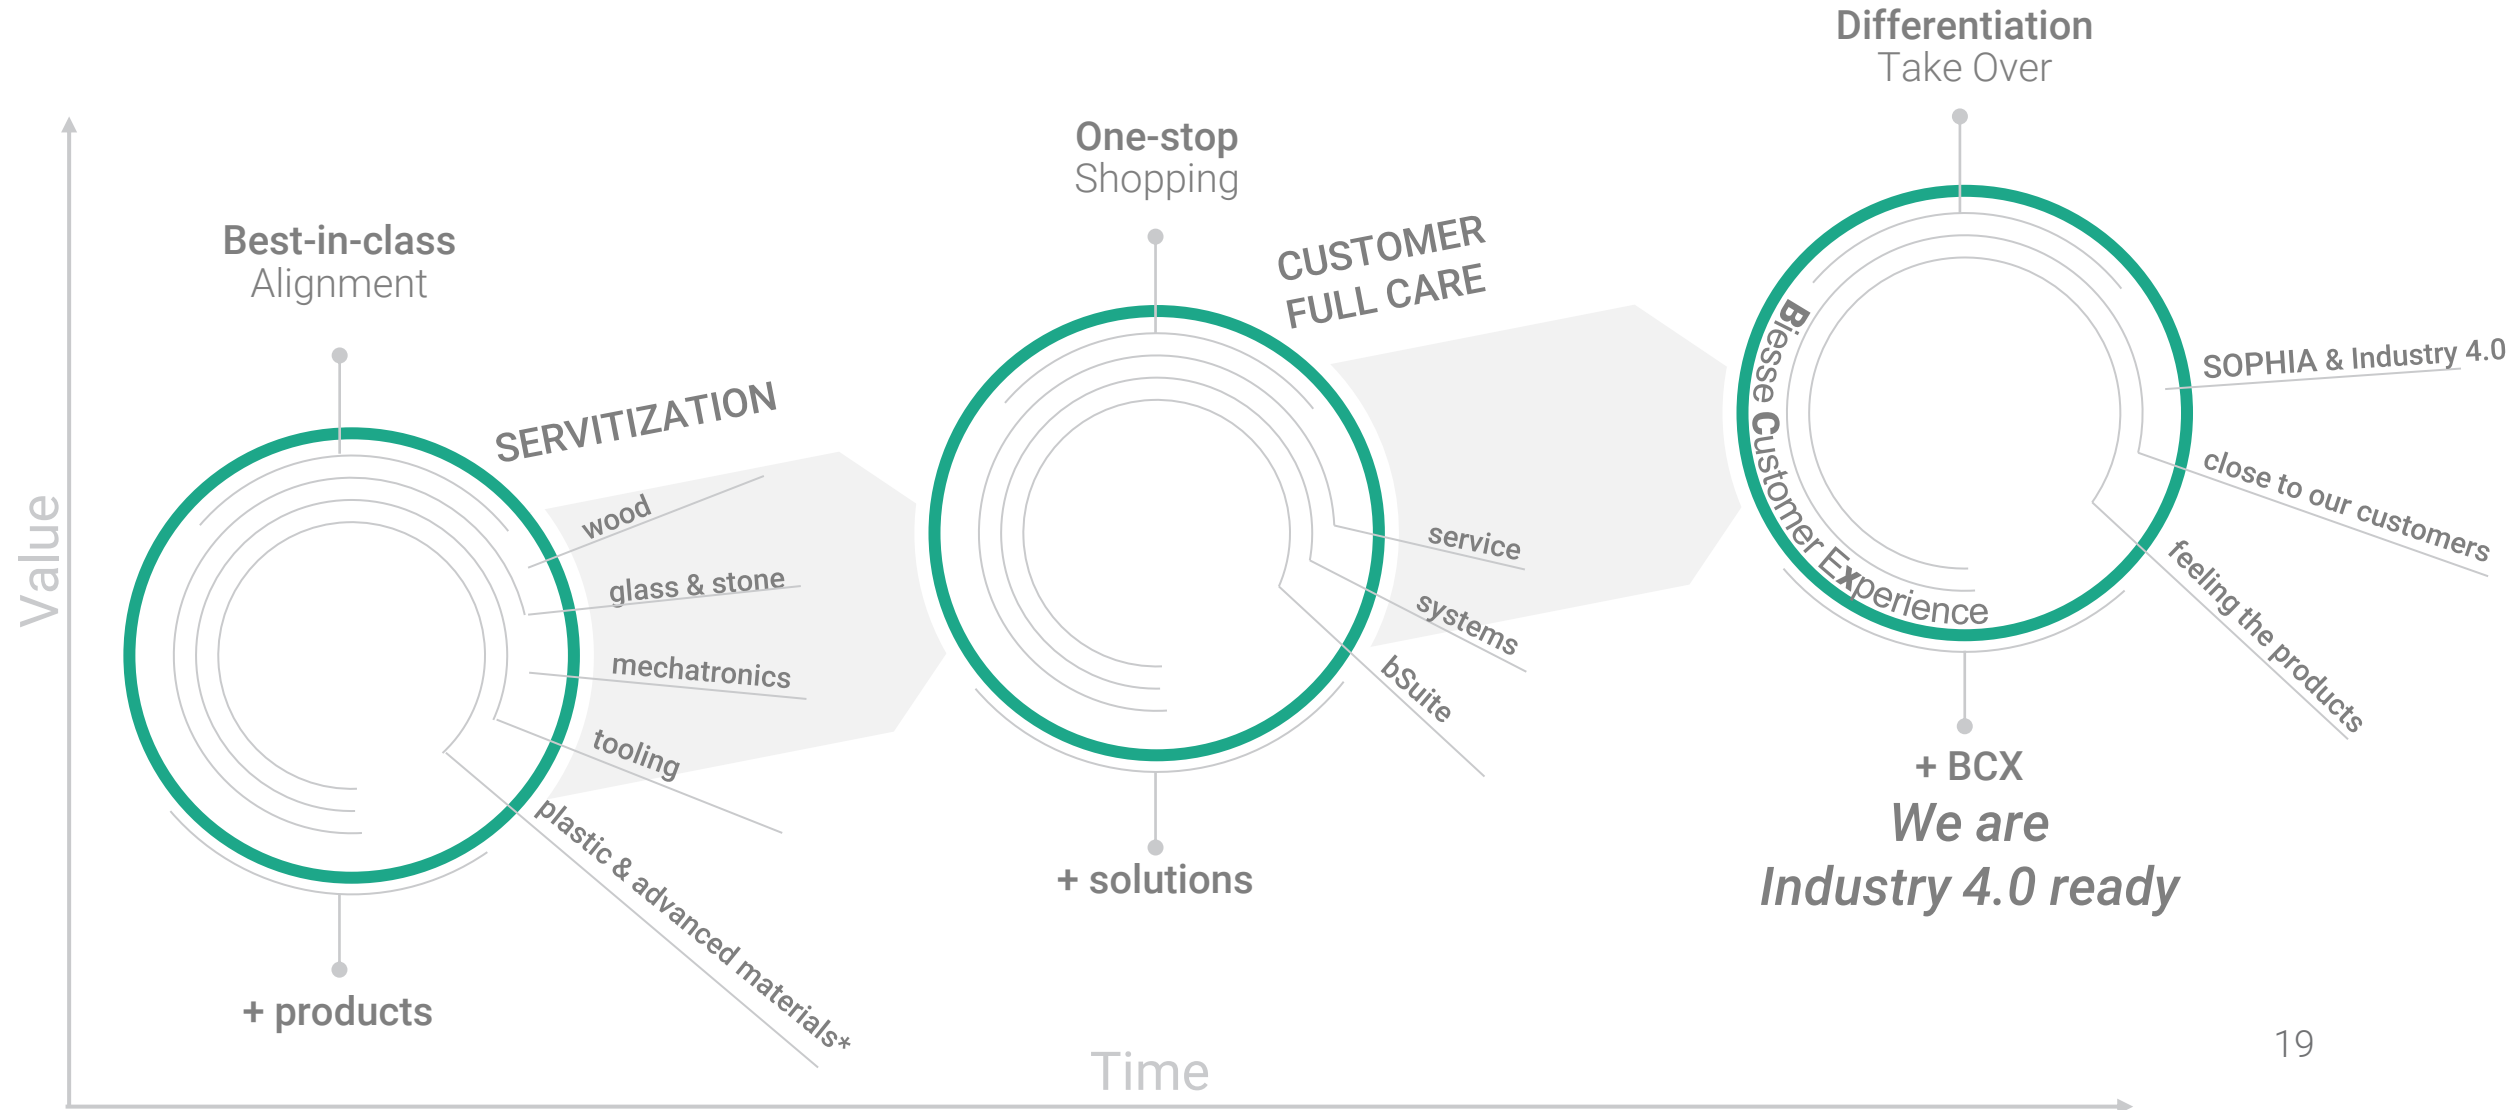 Differentiation
Take Over
One-stop
Shopping
CUSTOMER
FULL CARE
Best-in-class
Alignment
SERVITIZATION
Value
wood
glass & stone
mechatronics
tooling
plastic & advanced materials*
+ products
service
systems
bSuite
+ solutions
Biesse Customer Experience
SOPHIA & Industry 4.0
close to our customers
feeling the products
+ BCX
We are
Industry 4.0 ready
Time
19